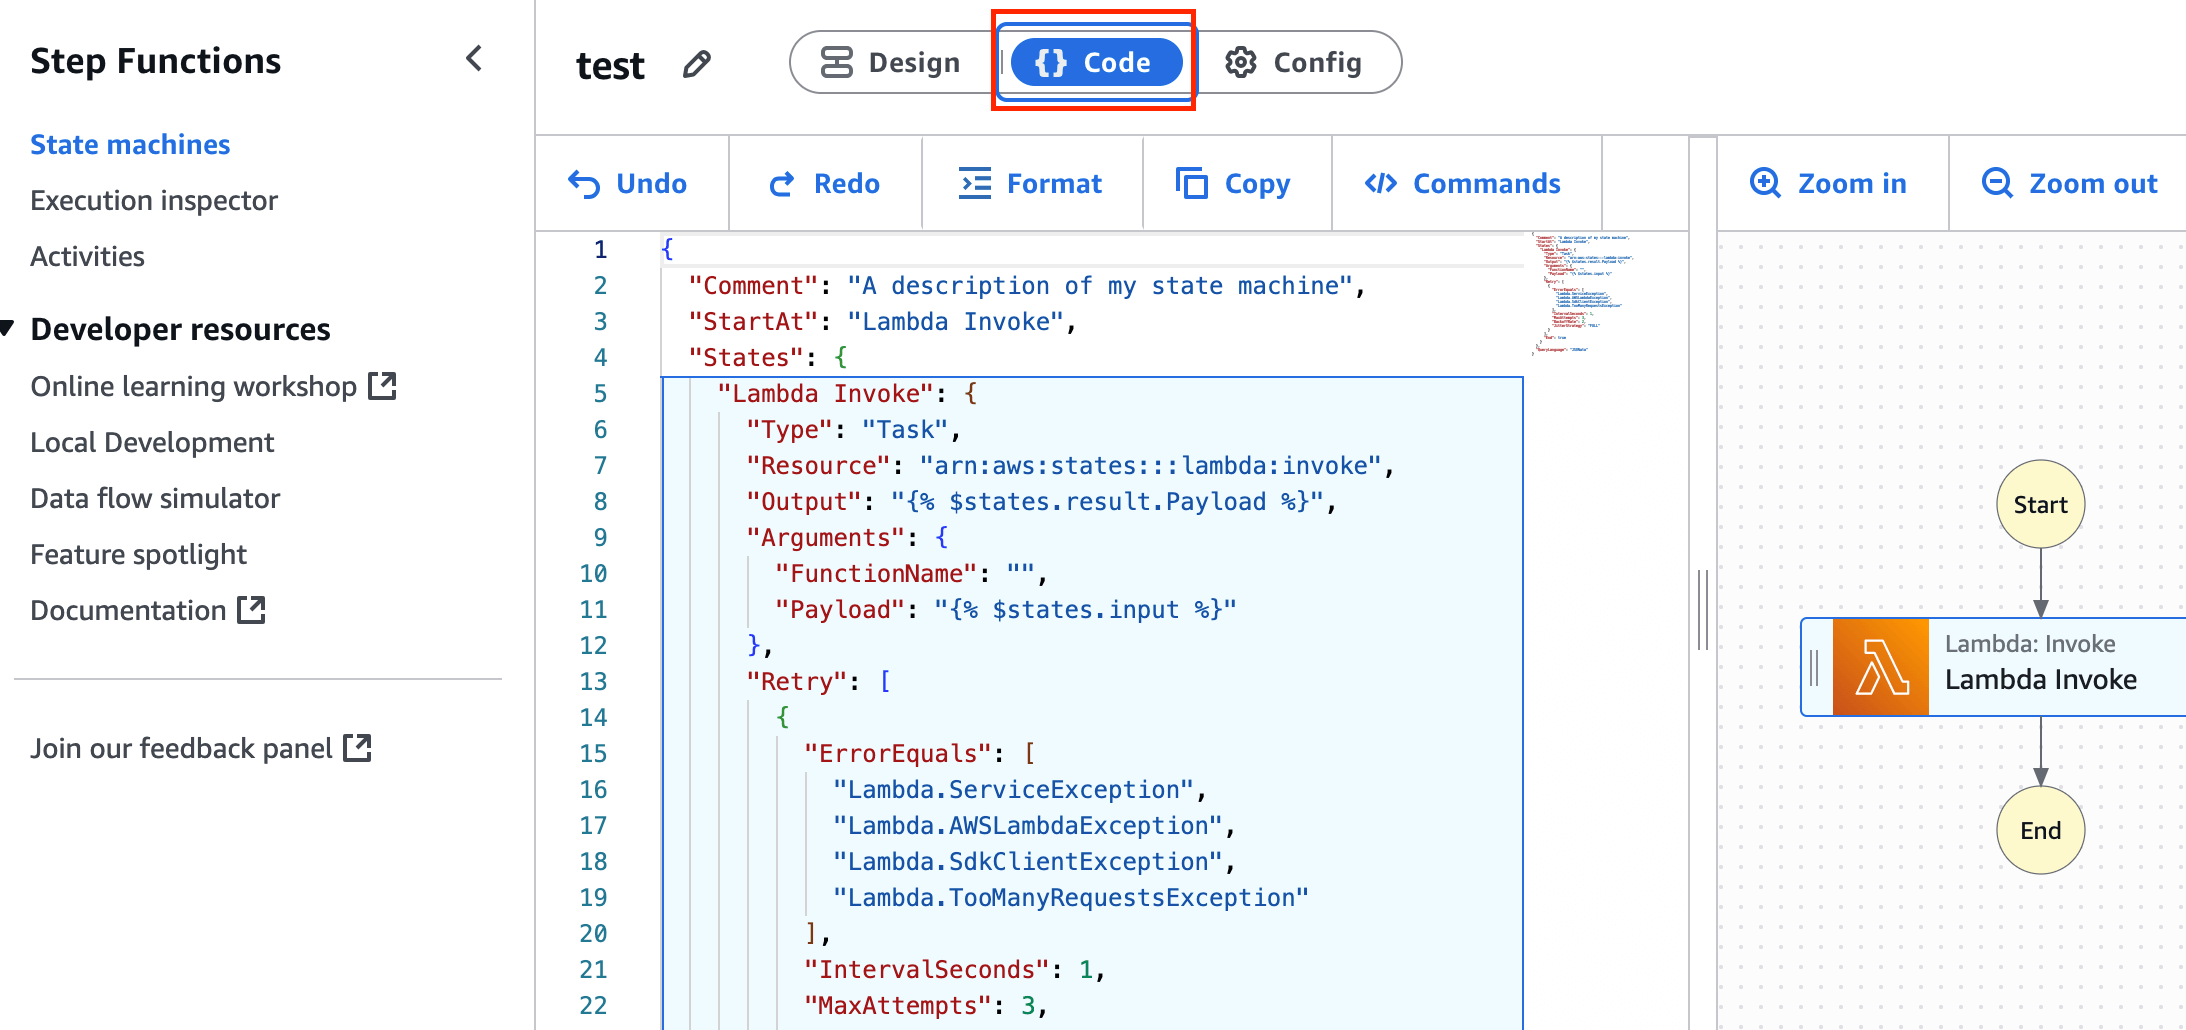 Step Functions
State machines
Execution inspector
Activities
Developer resources
Online learning workshop
Local Development
Data flow simulator
Feature spotlight
Documentation
Join our feedback panel
test
Design
{} Code
Config
Undo
Redo
Format
Copy
</> Commands
Zoom in
Zoom out
1 {
2 "Comment": "A description of my state machine",
3 "StartAt": "Lambda Invoke",
4 "States": {
5 "Lambda Invoke": {
6 "Type": "Task",
7 "Resource": "arn:aws:states:::lambda:invoke",
8 "Output": "{% $states.result.Payload %}",
9 "Arguments": {
10 "FunctionName": "",
11 "Payload": "{% $states.input %}"
12 },
13 "Retry": [
14 {
15 "ErrorEquals": [
16 "Lambda.ServiceException",
17 "Lambda.AWSLambdaException",
18 "Lambda.SdkClientException",
19 "Lambda.TooManyRequestsException"
20 ],
21 "IntervalSeconds": 1,
22 "MaxAttempts": 3,
Start
Lambda: Invoke
Lambda Invoke
End